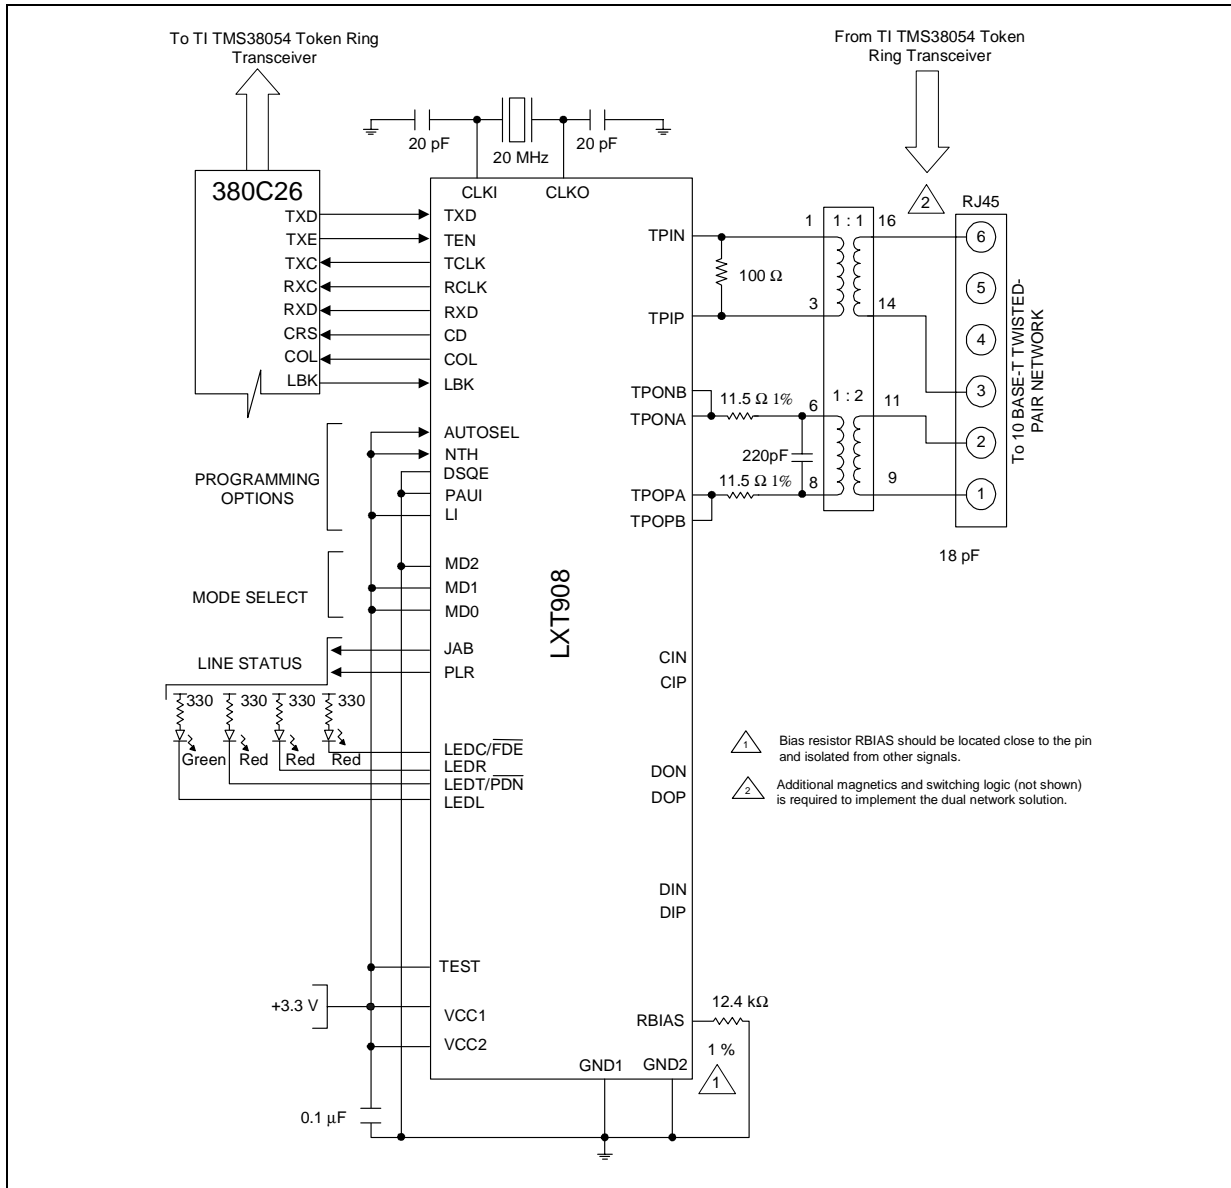 To TI TMS38054 Token Ring
Transceiver
From TI TMS38054 Token
Ring Transceiver
20 pF
20 MHz
20 pF
380C26
TXD
TXE
TXC
RXC
RXD
CRS
COL
LBK
CLKI
CLKO
TXD
TEN
TCLK
RCLK
RXD
CD
COL
LBK
AUTOSEL
NTH
DSQE
PAUI
LI
PROGRAMMING
OPTIONS
MD2
MD1
MD0
MODE SELECT
JAB
PLR
LINE STATUS
330
330
330
330
Green
Red
Red
Red
LEDC/FDE
LEDR
LEDT/PDN
LEDL
TEST
+3.3 V
VCC1
VCC2
0.1 µF
LXT908
TPIN
TPIP
100 Ω
1
1 : 1
16
3
14
2
RJ45
6
5
4
3
2
1
To 10 BASE-T TWISTED-
PAIR NETWORK
TPONB
TPONA
11.5 Ω 1%
6
1 : 2
11
220pF
11.5 Ω 1%
8
9
TPOPA
TPOPB
18 pF
CIN
CIP
DON
DOP
DIN
DIP
1
Bias resistor RBIAS should be located close to the pin
and isolated from other signals.
2
Additional magnetics and switching logic (not shown)
is required to implement the dual network solution.
RBIAS
12.4 kΩ
1 %
1
GND1
GND2